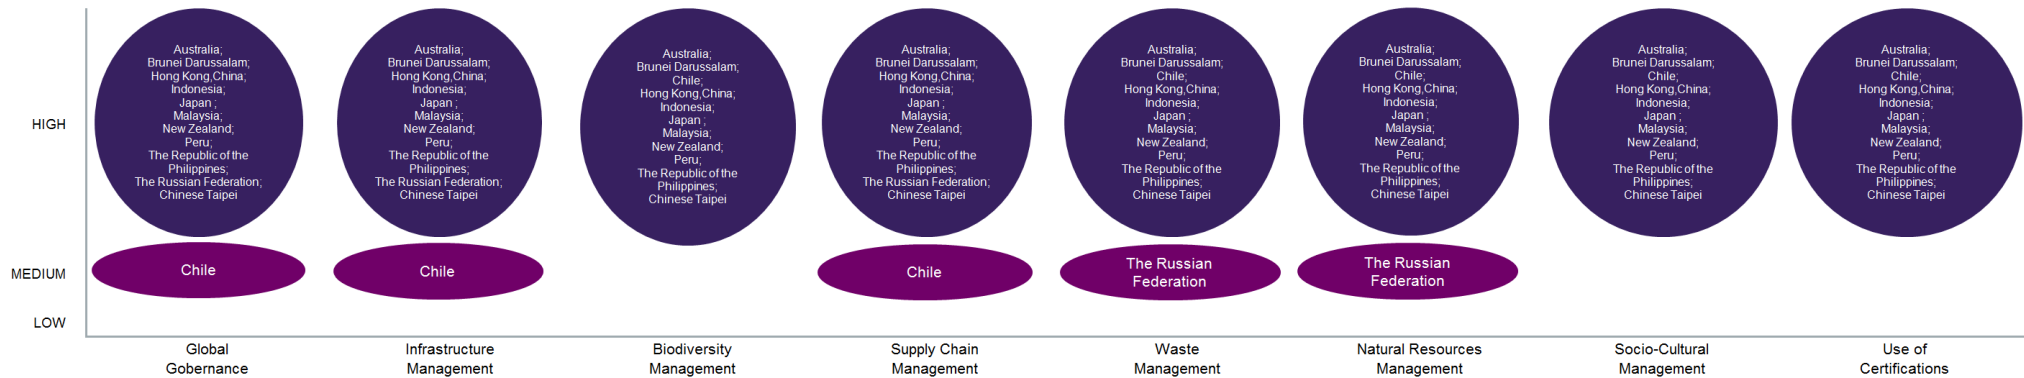 HIGH
MEDIUM
LOW
Australia;
Brunei Darussalam;
Hong Kong,China;
Indonesia;
Japan ;
Malaysia;
New Zealand;
Peru;
The Republic of the
Philippines;
The Russian Federation;
Chinese Taipei
Chile
Global
Gobernance
Australia;
Brunei Darussalam;
Hong Kong,China;
Indonesia;
Japan ;
Malaysia;
New Zealand;
Peru;
The Republic of the
Philippines;
The Russian Federation;
Chinese Taipei
Chile
Infrastructure
Management
Australia;
Brunei Darussalam;
Chile;
Hong Kong,China;
Indonesia;
Japan ;
Malaysia;
New Zealand;
Peru;
The Republic of the
Philippines;
Chinese Taipei
Biodiversity
Management
Australia;
Brunei Darussalam;
Hong Kong,China;
Indonesia;
Japan ;
Malaysia;
New Zealand;
Peru;
The Republic of the
Philippines;
The Russian Federation;
Chinese Taipei
Chile
Supply Chain
Management
Australia;
Brunei Darussalam;
Chile;
Hong Kong,China;
Indonesia;
Japan ;
Malaysia;
New Zealand;
Peru;
The Republic of the
Philippines;
Chinese Taipei
The Russian
Federation
Waste
Management
Australia;
Brunei Darussalam;
Chile;
Hong Kong,China;
Indonesia;
Japan ;
Malaysia;
New Zealand;
Peru;
The Republic of the
Philippines;
Chinese Taipei
The Russian
Federation
Natural Resources
Management
Australia;
Brunei Darussalam;
Chile;
Hong Kong,China;
Indonesia;
Japan ;
Malaysia;
New Zealand;
Peru;
The Republic of the
Philippines;
Chinese Taipei
Socio-Cultural
Management
Australia;
Brunei Darussalam;
Chile;
Hong Kong,China;
Indonesia;
Japan ;
Malaysia;
New Zealand;
Peru;
The Republic of the
Philippines;
Chinese Taipei
Use of
Certifications